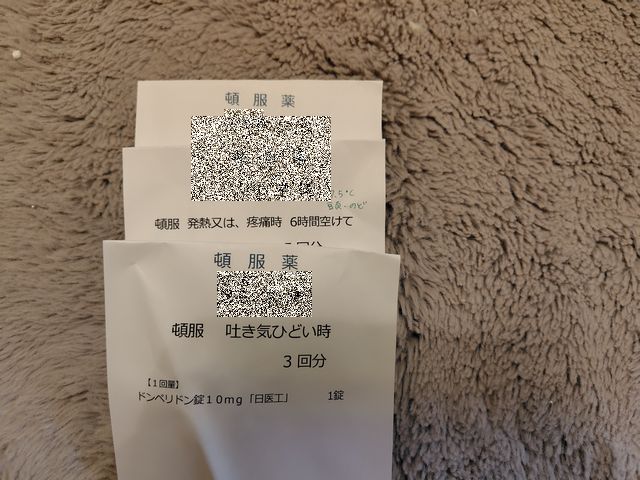 頓服薬
頓服 発熱又は、疼痛時 6時間空けて
頓服薬
頓服 吐き気ひどい時
3回分
【1回量】
ドンペリドン錠10mg「日医工」 1錠